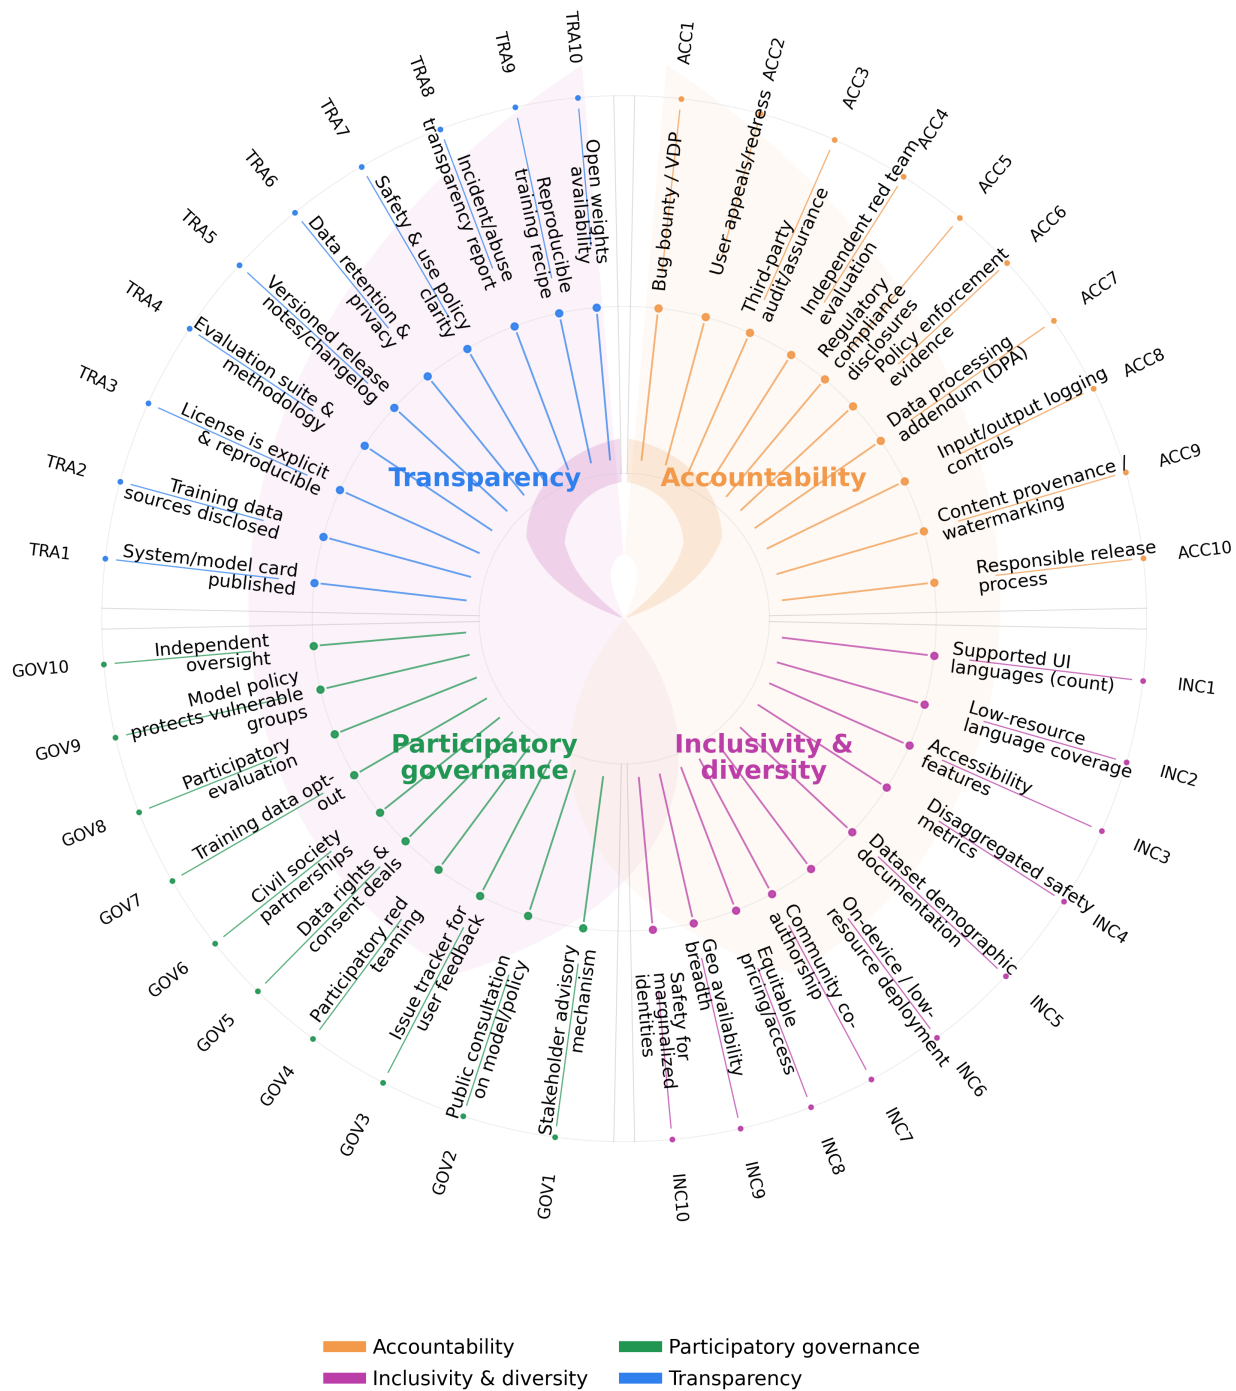 TRA10
ACC1
TRA9
ACC2
TRA8
ACC3
TRA7
ACC4
TRA6
ACC5
TRA5
ACC6
TRA4
ACC7
TRA3
ACC8
TRA2
ACC9
TRA1
ACC10
Open weights
availability
Reproducible
training recipe
Incident/abuse
transparency report
Safety & use policy
clarity
Data retention &
privacy
Versioned release
notes/changelog
Evaluation suite &
methodology
License is explicit
& reproducible
Training data
sources disclosed
System/model card
published
Bug bounty / VDP
User appeals/redress
Third-party
audit/assurance
Independent red team
evaluation
Regulatory
compliance
disclosures
Policy enforcement
evidence
Data processing
addendum (DPA)
Input/output logging
controls
Content provenance /
watermarking
Responsible release
process
Transparency
Accountability
Participatory
governance
Inclusivity &
diversity
Independent
oversight
GOV10
Model policy
protects vulnerable
groups
GOV9
Participatory
evaluation
GOV8
Training data opt-
out
GOV7
Civil society
partnerships
GOV6
Data rights &
consent deals
GOV5
Participatory red
teaming
GOV4
Issue tracker for
user feedback
GOV3
Public consultation
on model/policy
GOV2
Stakeholder advisory
mechanism
GOV1
Supported UI
languages (count)
INC1
Low-resource
language coverage
INC2
Accessibility
features
INC3
Disaggregated safety
metrics
INC4
Dataset demographic
documentation
INC5
On-device / low-
resource deployment
INC6
Community co-
authorship
INC7
Equitable
pricing/access
INC8
Geo availability
breadth
INC9
Safety for
marginalized
identities
INC10
Accountability
Inclusivity & diversity
Participatory governance
Transparency